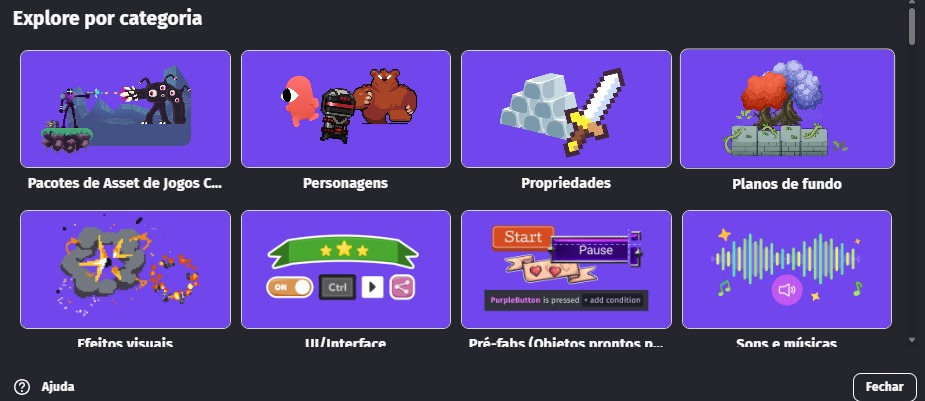 Explore por categoria
Pacotes de Asset de Jogos C...
Personagens
Propriedades
Planos de fundo
Start
Pause
ON
Ctrl
PurpleButton is pressed + add condition
Efeitos visuais
UI/Interface
Pré-fabs (Objetos prontos p...
Sons e músicas
Ajuda
Fechar